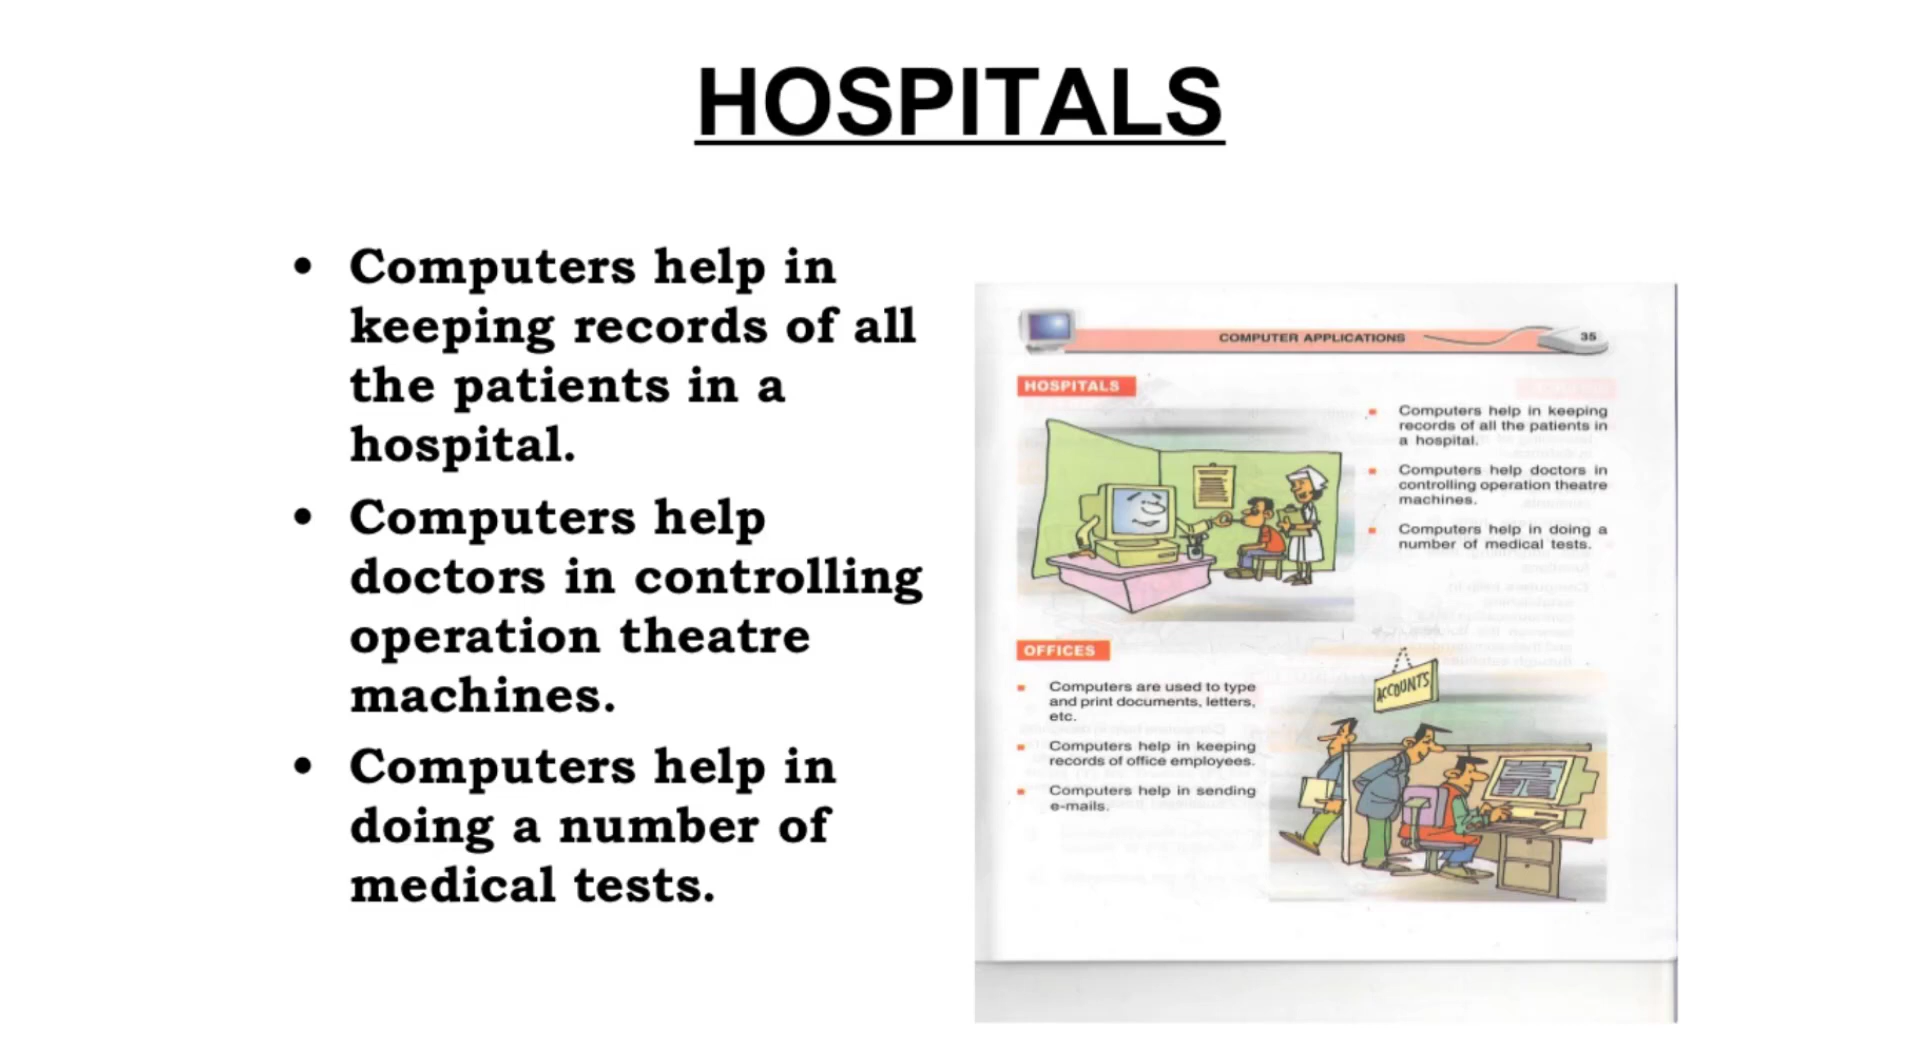 HOSPITALS
• Computers help in
keeping records of all
the patients in a
hospital.
• Computers help
doctors in controlling
operation theatre
machines.
• Computers help in
doing a number of
medical tests.
COMPUTER APPLICATIONS
35
HOSPITALS
Computers help in keeping
records of all the patients in
a hospital.
Computers help doctors in
controlling operation theatre
machines.
Computers help in doing a
number of medical tests.
OFFICES
Computers are used to type
and print documents, letters,
etc.
Computers help in keeping
records of office employees.
Computers help in sending
e-mails.
ACCOUNTS